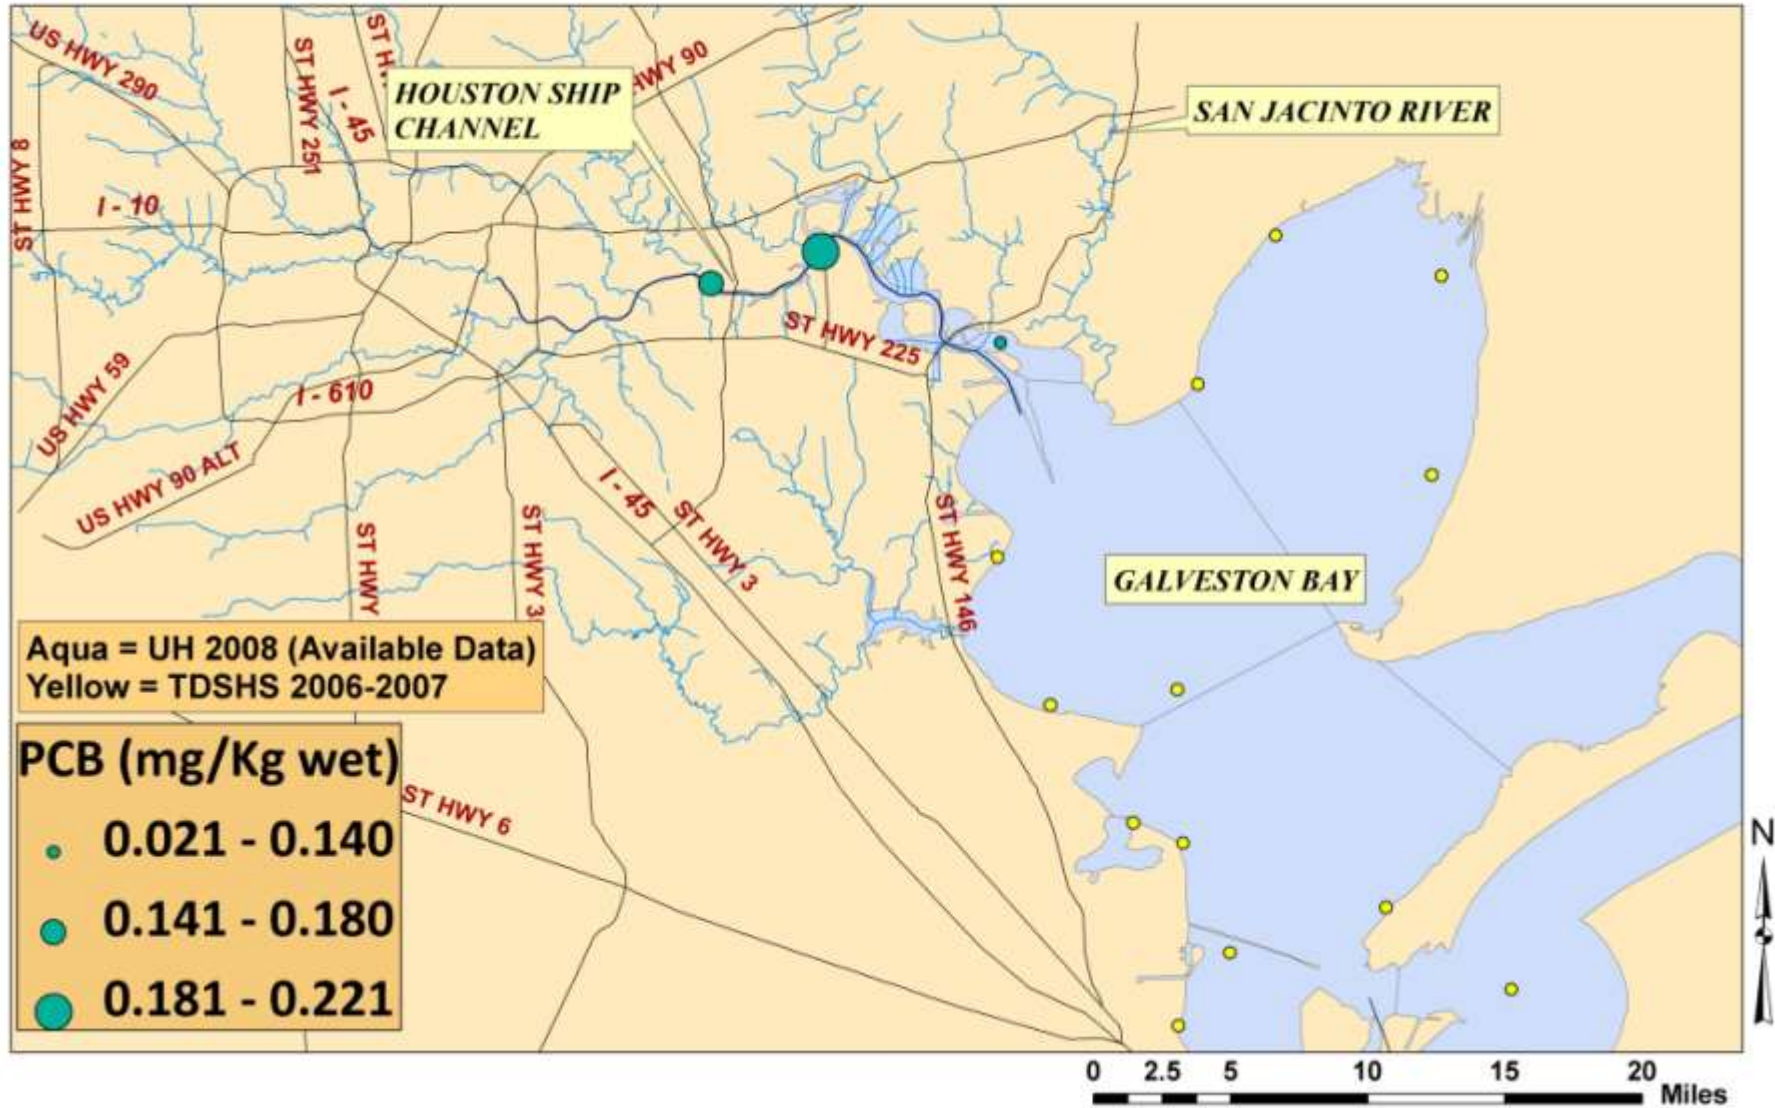 US HWY 290
ST HWY 251
I - 45
ST H
HWY 90
HOUSTON SHIP
CHANNEL
SAN JACINTO RIVER
ST HWY 8
I - 10
ST HWY 225
US HWY 59
I - 610
US HWY 90 ALT
I - 45
ST HWY 3
ST HWY
ST HWY 3
ST HWY 146
GALVESTON BAY
Aqua = UH 2008 (Available Data)
Yellow = TDSHS 2006-2007
PCB (mg/Kg wet)
0.021 - 0.140
0.141 - 0.180
0.181 - 0.221
ST HWY 6
N
0 2.5 5 10 15 20
Miles